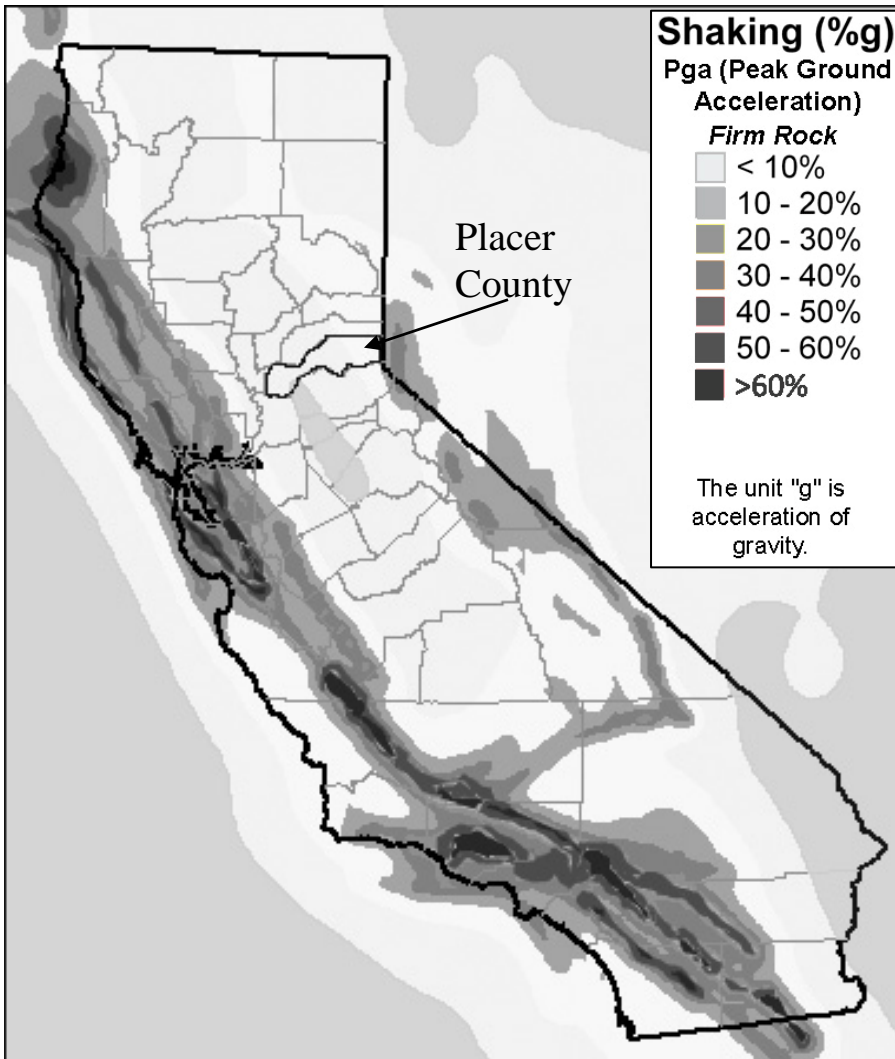 Shaking (%g)
Pga (Peak Ground
Acceleration)
Firm Rock
< 10%
10 - 20%
20 - 30%
30 - 40%
40 - 50%
50 - 60%
>60%
The unit "g" is
acceleration of
gravity.
Placer
County